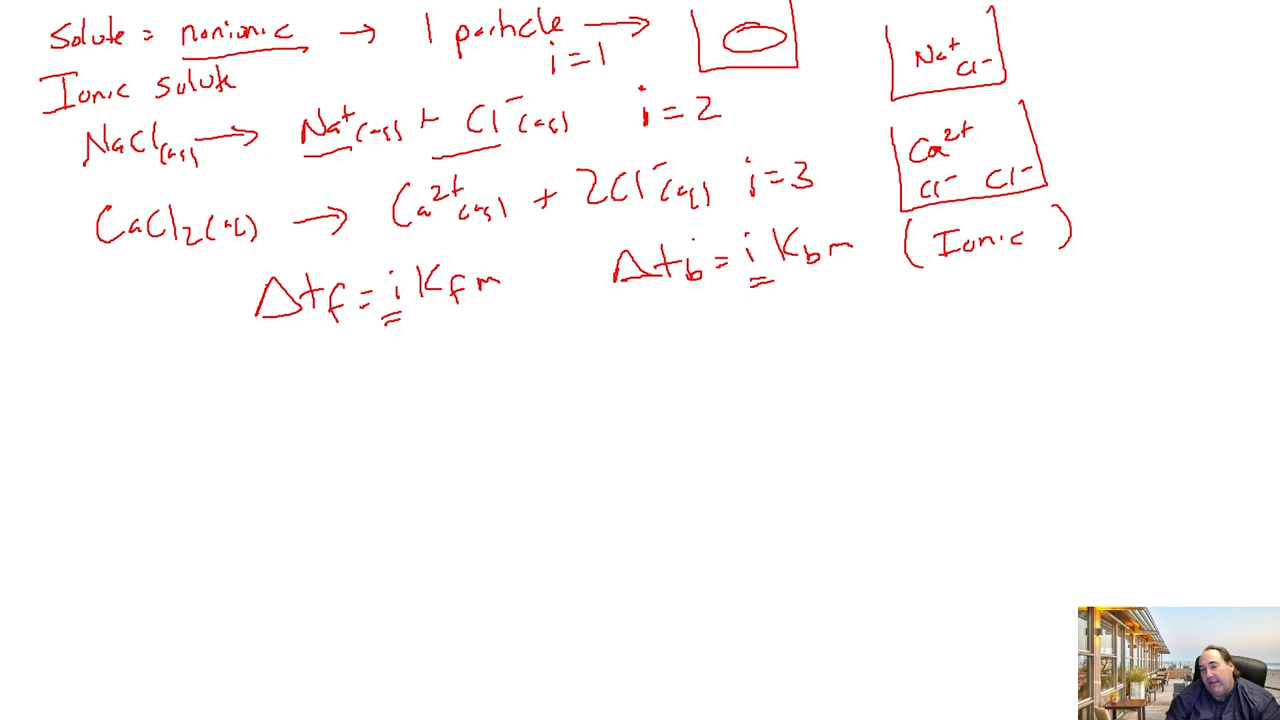 Solute = nonionic → 1 particle →
i = 1
Ionic solute
NaCl(aq) → Na⁺(aq) + Cl⁻(aq) i = 2
Na⁺ Cl⁻
CaCl₂(aq) → Ca²⁺(aq) + 2Cl⁻(aq) i = 3
Ca²⁺
Cl⁻ Cl⁻
Δtf = i Kf m Δtb = i Kb m (Ionic)